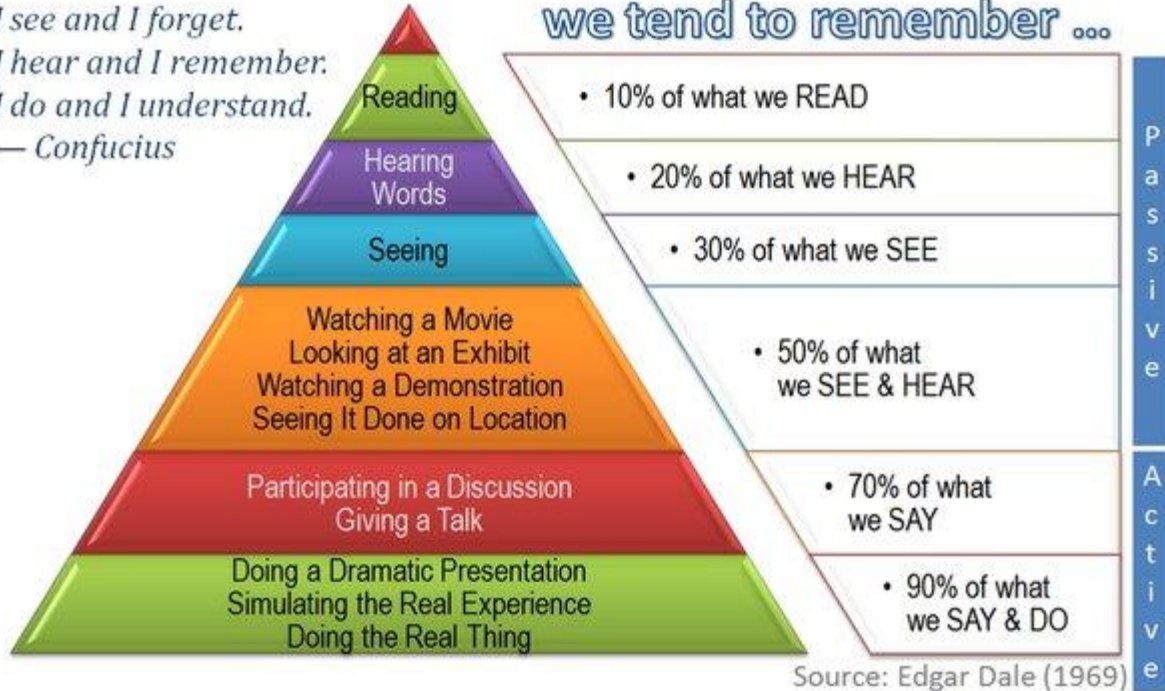 I see and I forget.
I hear and I remember.
I do and I understand.
— Confucius
we tend to remember ...
Reading
Hearing
Words
Seeing
Watching a Movie
Looking at an Exhibit
Watching a Demonstration
Seeing It Done on Location
Participating in a Discussion
Giving a Talk
Doing a Dramatic Presentation
Simulating the Real Experience
Doing the Real Thing
• 10% of what we READ
• 20% of what we HEAR
• 30% of what we SEE
• 50% of what
we SEE & HEAR
• 70% of what
we SAY
• 90% of what
we SAY & DO
Passive
Active
Source: Edgar Dale (1969)